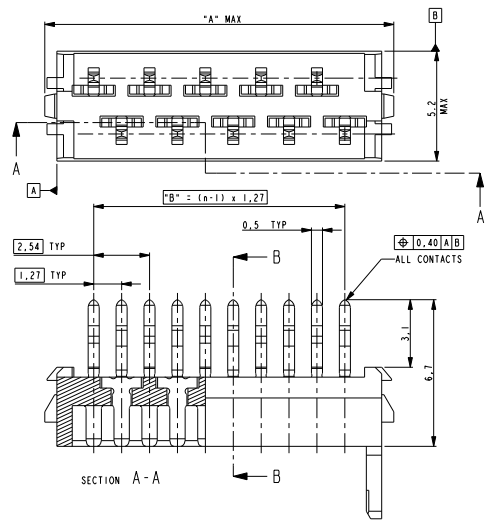 "A" MAX
B
5,2 MAX
A
A
A
"B" = (n-1) x 1,27
0,5 TYP
2,54 TYP
B
⌖ 0,40 A B
ALL CONTACTS
1,27 TYP
3,1
6,7
SECTION A-A
B